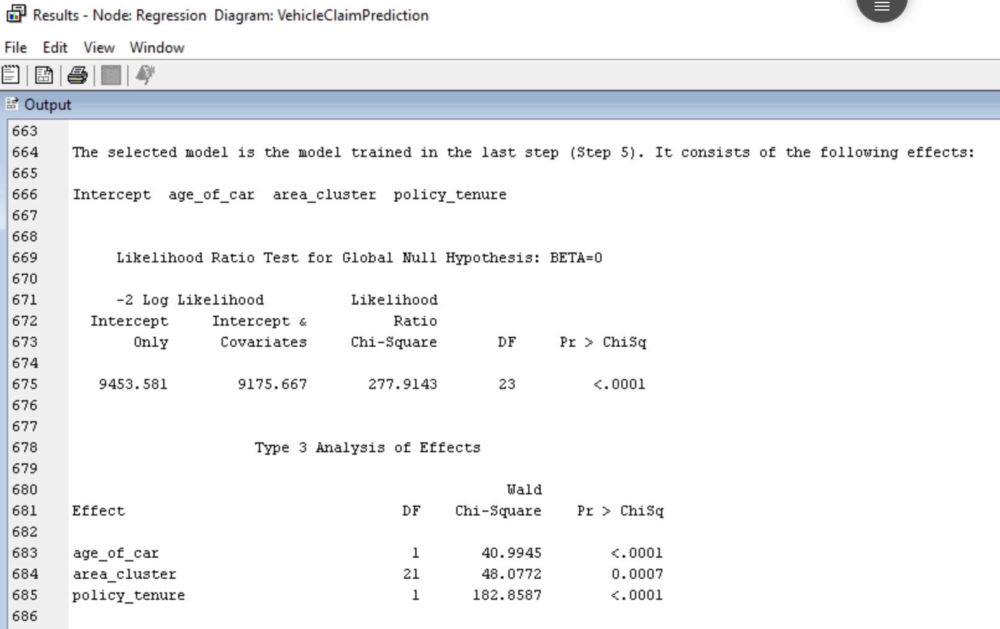 Results - Node: Regression  Diagram: VehicleClaimPrediction
File Edit View Window
Output
663
664 The selected model is the model trained in the last step (Step 5). It consists of the following effects:
665
666 Intercept  age_of_car  area_cluster  policy_tenure
667
668
669 Likelihood Ratio Test for Global Null Hypothesis: BETA=0
670
671 -2 Log Likelihood Likelihood
672 Intercept Intercept & Ratio
673 Only Covariates Chi-Square DF Pr > ChiSq
674
675 9453.581 9175.667 277.9143 23 <.0001
676
677
678 Type 3 Analysis of Effects
679
680 Wald
681 Effect DF Chi-Square Pr > ChiSq
682
683 age_of_car 1 40.9945 <.0001
684 area_cluster 21 48.0772 0.0007
685 policy_tenure 1 182.8587 <.0001
686